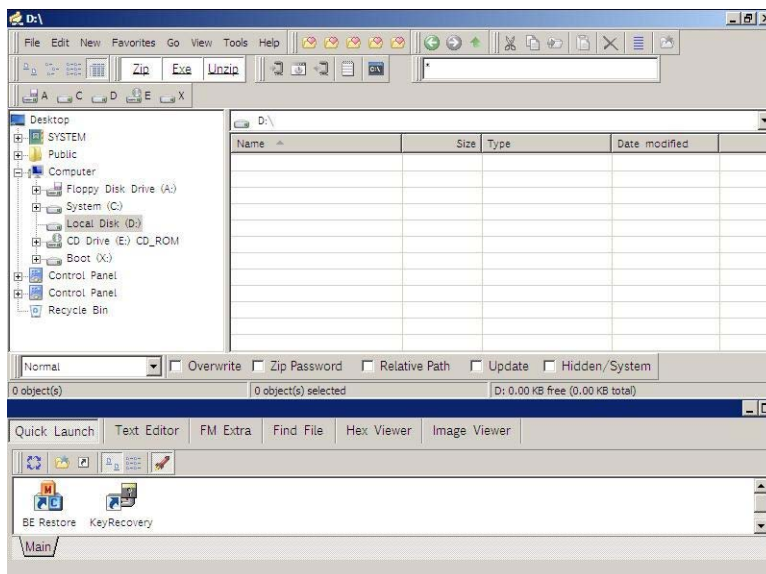 D:\
File Edit New Favorites Go View Tools Help
Zip Exe Unzip
*
A C D E X
Desktop
SYSTEM
Public
Computer
Floppy Disk Drive (A:)
System (C:)
Local Disk (D:)
CD Drive (E:) CD_ROM
Boot (X:)
Control Panel
Control Panel
Recycle Bin
D:\
Name Size Type Date modified
Normal Overwrite Zip Password Relative Path Update Hidden/System
0 object(s) 0 object(s) selected D: 0.00 KB free (0.00 KB total)
Quick Launch Text Editor FM Extra Find File Hex Viewer Image Viewer
BE Restore KeyRecovery
Main